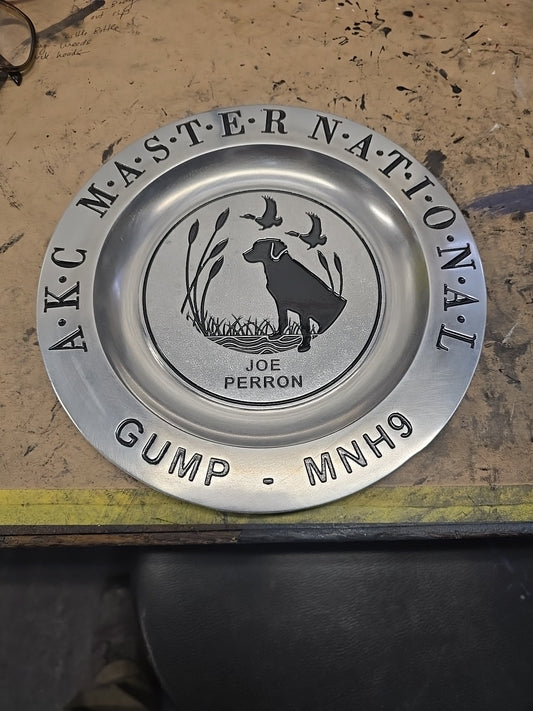 A·K·C M·A·S·T·E·R N·A·T·I·O·N·A·L
JOE
PERRON
GUMP - MNH9